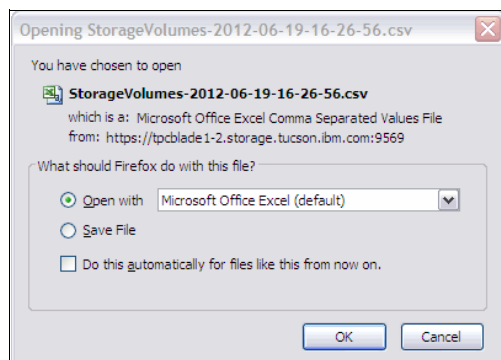 Opening StorageVolumes-2012-06-19-16-26-56.csv
You have chosen to open
StorageVolumes-2012-06-19-16-26-56.csv
which is a: Microsoft Office Excel Comma Separated Values File
from: https://tpcblade1-2.storage.tucson.ibm.com:9569
What should Firefox do with this file?
Open with Microsoft Office Excel (default)
Save File
Do this automatically for files like this from now on.
OK Cancel